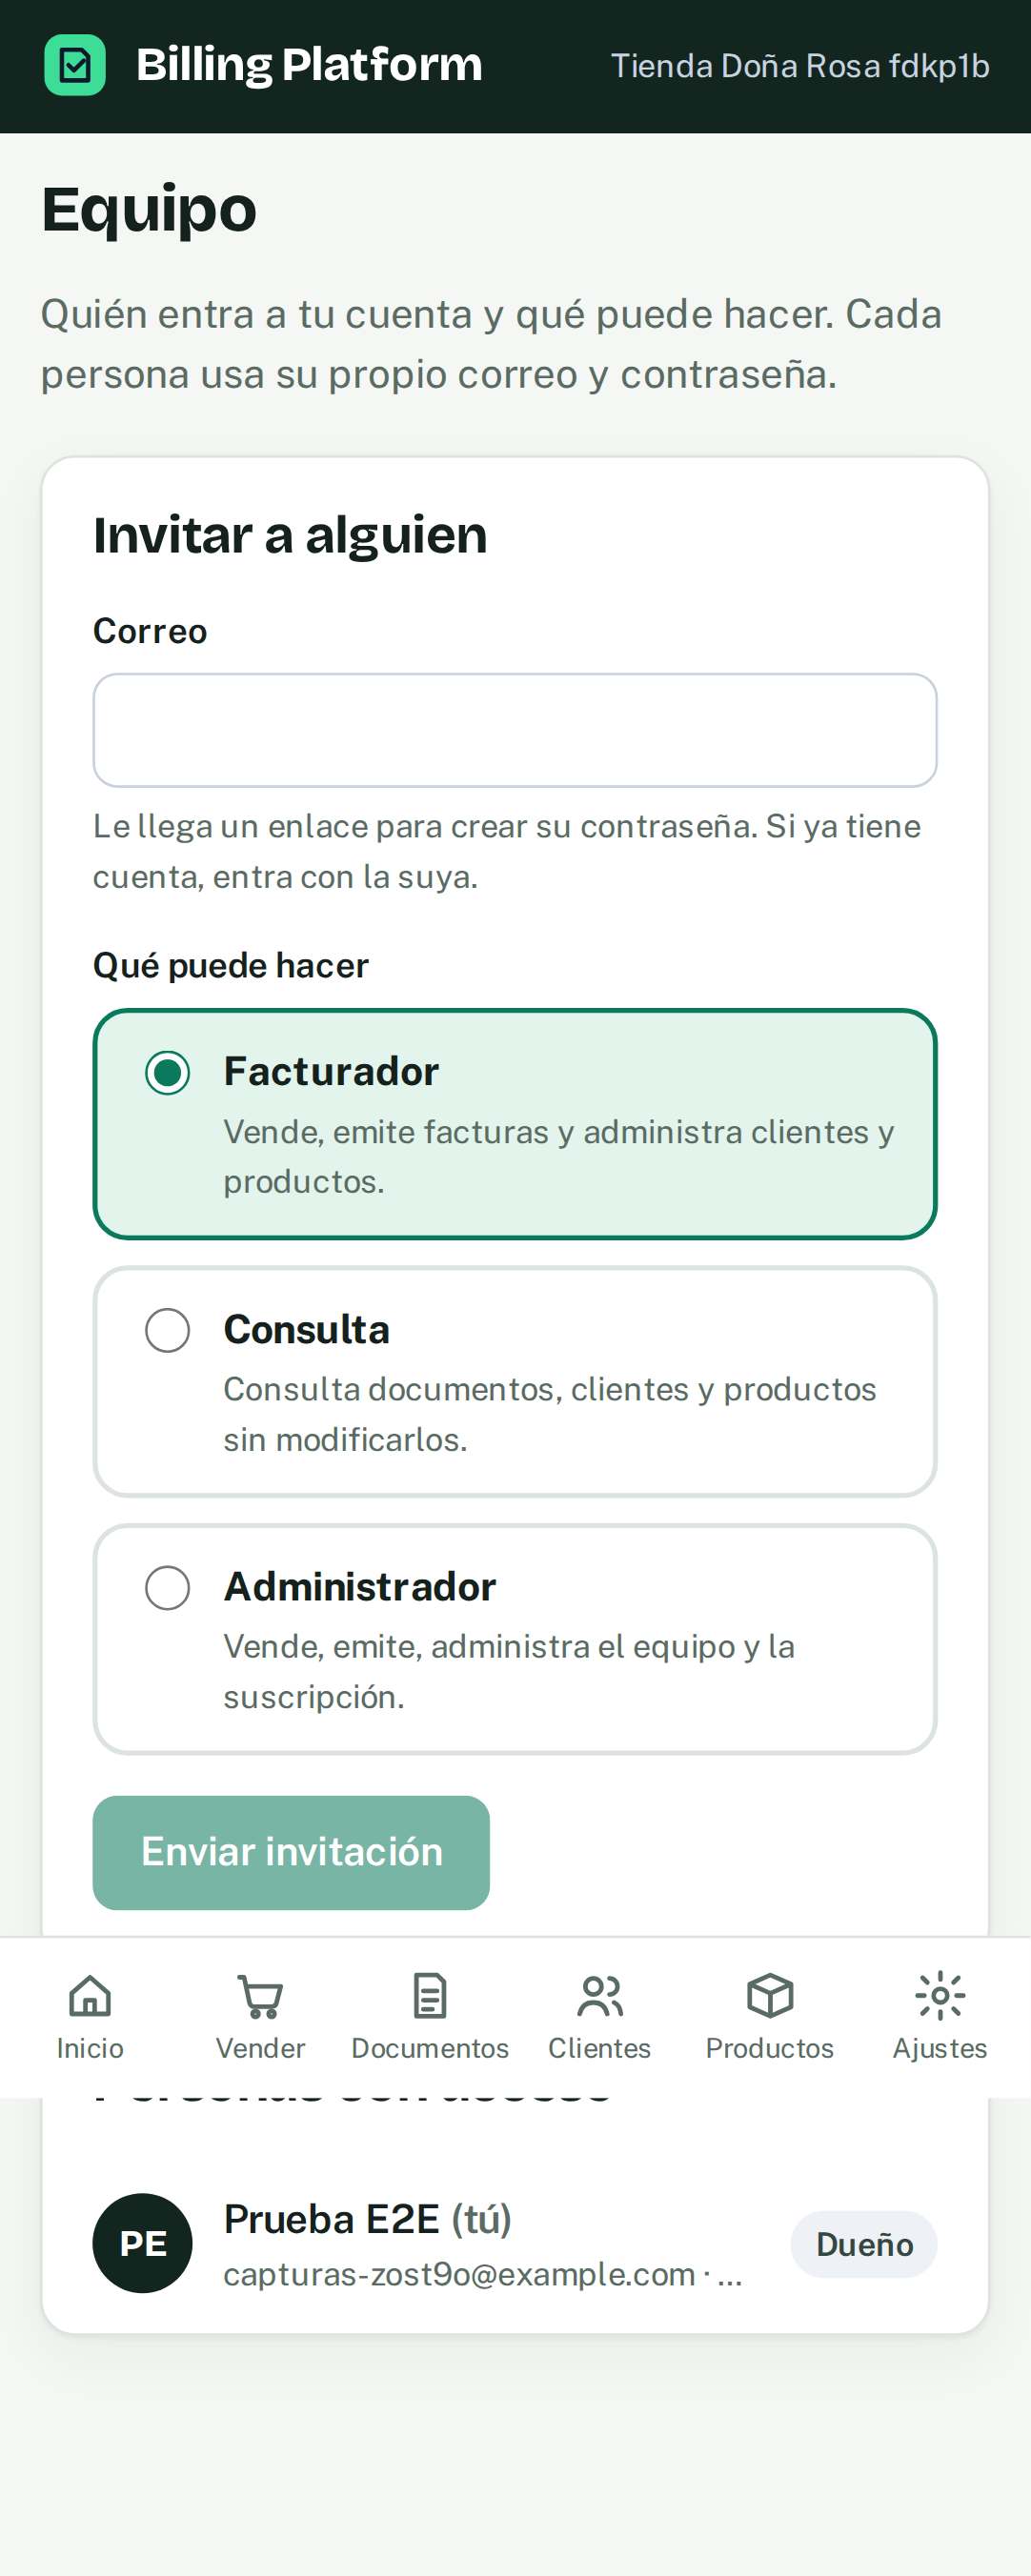 Billing Platform
Tienda Doña Rosa fdkp1b
Equipo
Quién entra a tu cuenta y qué puede hacer. Cada
persona usa su propio correo y contraseña.
Invitar a alguien
Correo
Le llega un enlace para crear su contraseña. Si ya tiene
cuenta, entra con la suya.
Qué puede hacer
Facturador
Vende, emite facturas y administra clientes y
productos.
Consulta
Consulta documentos, clientes y productos
sin modificarlos.
Administrador
Vende, emite, administra el equipo y la
suscripción.
Enviar invitación
Inicio
Vender
Documentos
Clientes
Productos
Ajustes
PE
Prueba E2E (tú)
capturas-zost9o@example.com · ...
Dueño